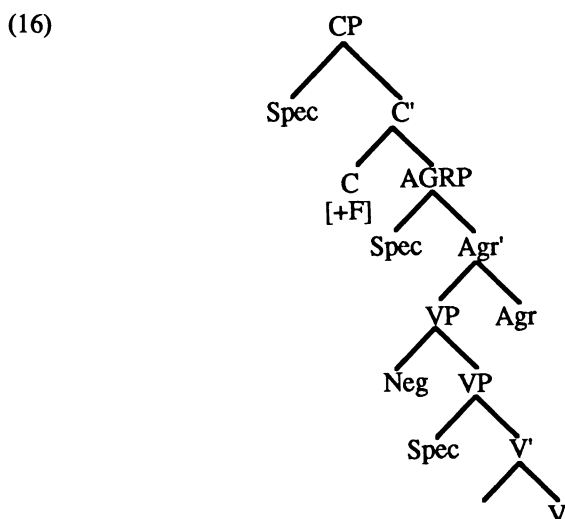 (16)
CP
Spec C'
C AGRP
[+F]
Spec Agr'
VP Agr
Neg VP
Spec V'
V